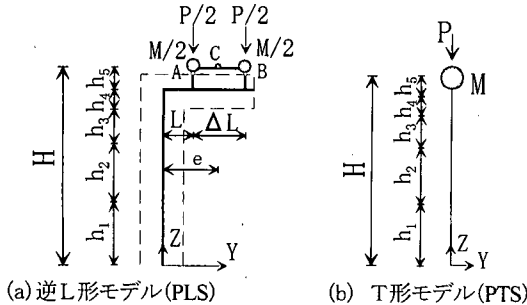 P/2 P/2
M/2 C M/2
A B
h₅
h₄
h₃
h₂
h₁
H
L ΔL
e
Z
Y
(a) 逆L形モデル(PLS)
P
M
h₅
h₄
h₃
h₂
h₁
H
Z
Y
(b) T形モデル(PTS)